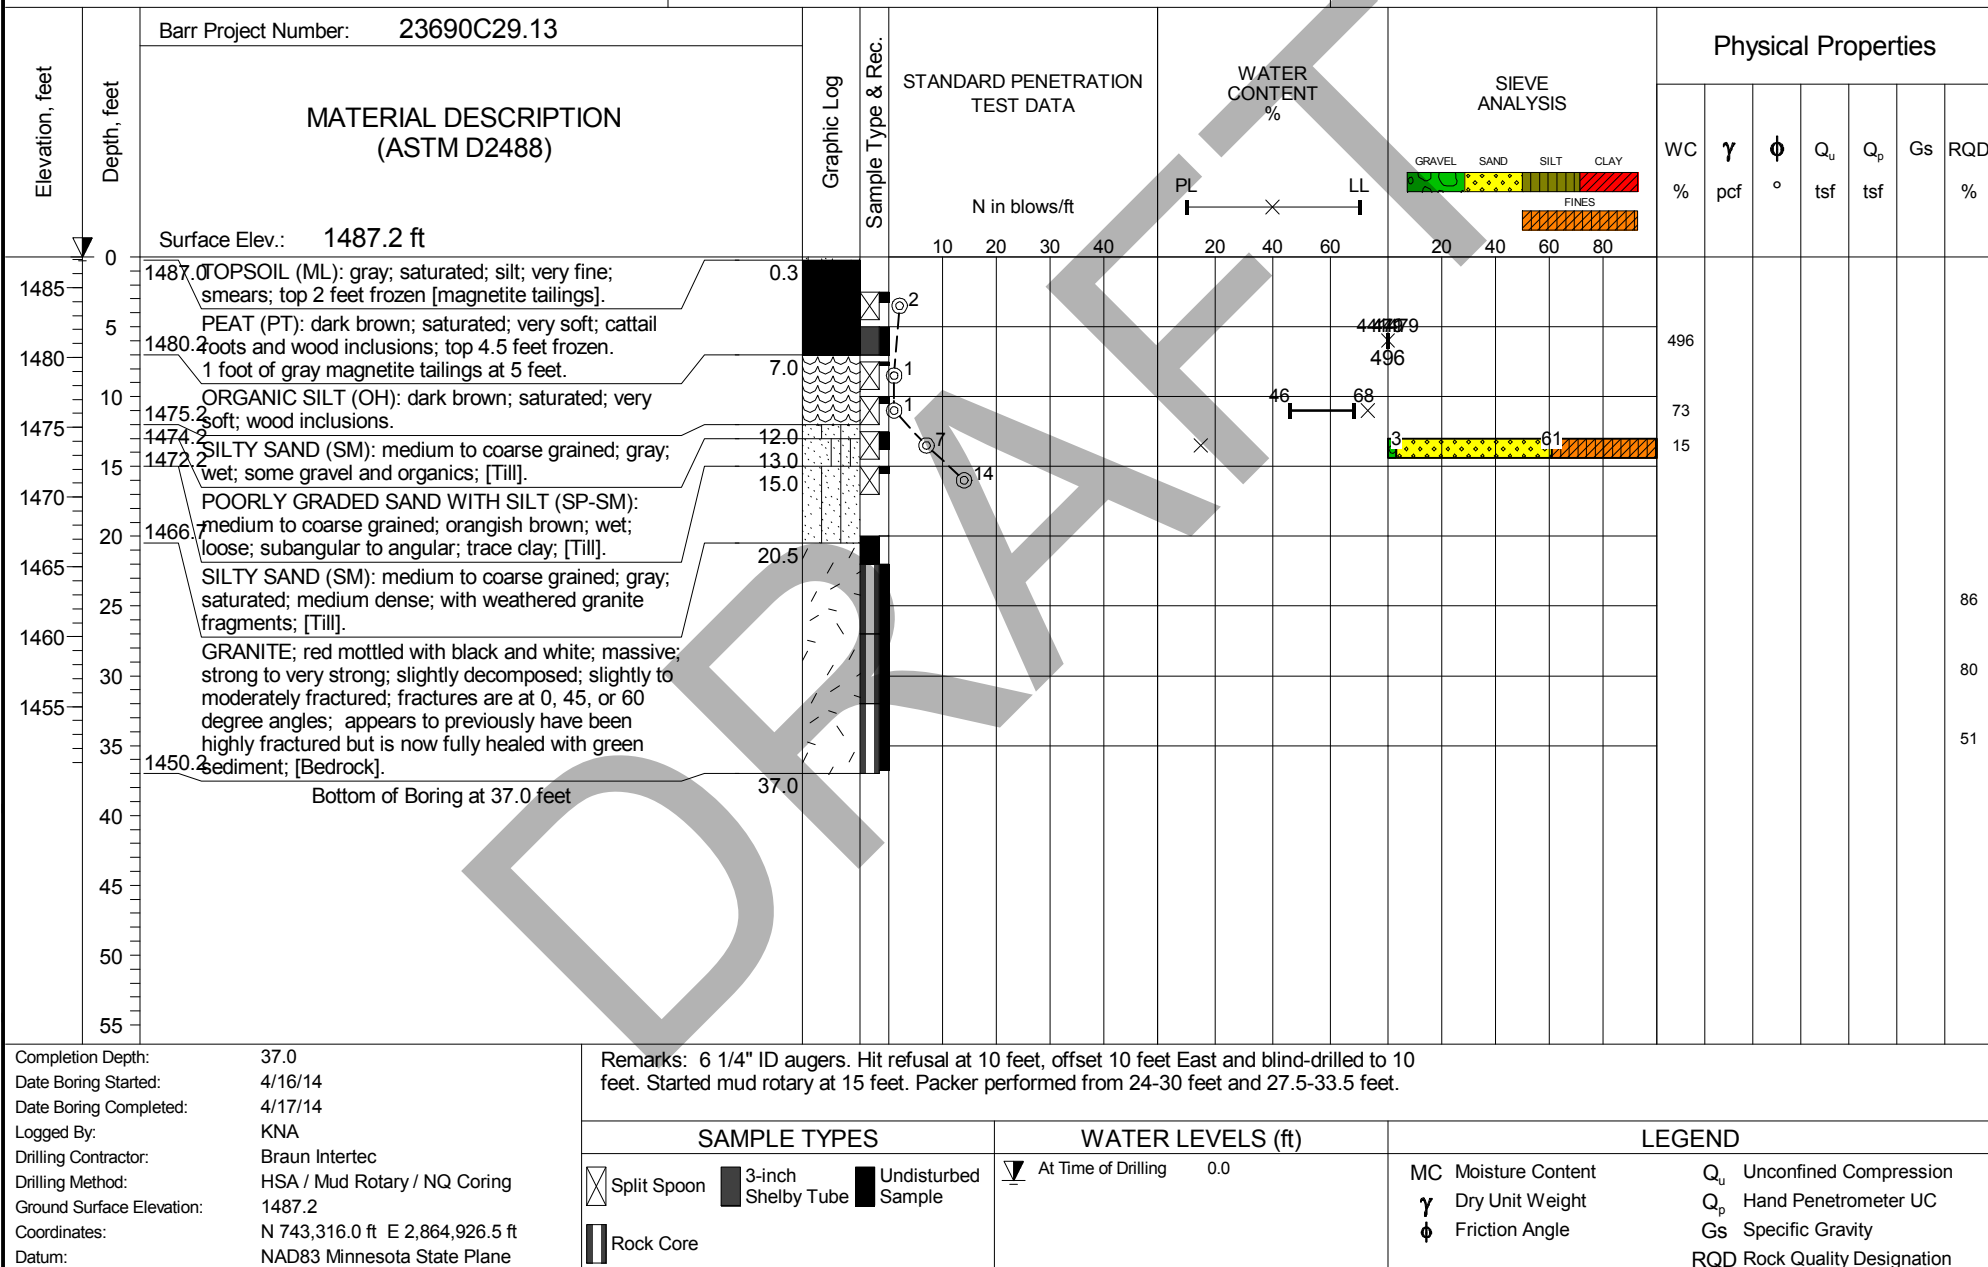 Barr Project Number: 23690C29.13
Elevation, feet
Depth, feet
MATERIAL DESCRIPTION
(ASTM D2488)
Surface Elev.: 1487.2 ft
Graphic Log
Sample Type & Rec.
STANDARD PENETRATION
TEST DATA
N in blows/ft
10 20 30 40
WATER
CONTENT
%
PL LL
20 40 60
SIEVE
ANALYSIS
GRAVEL SAND SILT CLAY
FINES
20 40 60 80
Physical Properties
WC γ ϕ Qu Qp Gs RQD
% pcf ° tsf tsf %
0
5
10
15
20
25
30
35
40
45
50
55
1485
1480
1475
1470
1465
1460
1455
1487.0 TOPSOIL (ML): gray; saturated; silt; very fine; 0.3
smears; top 2 feet frozen [magnetite tailings].
PEAT (PT): dark brown; saturated; very soft; cattail
1480.2 roots and wood inclusions; top 4.5 feet frozen.
1 foot of gray magnetite tailings at 5 feet. 7.0
ORGANIC SILT (OH): dark brown; saturated; very
1475.2 soft; wood inclusions. 12.0
1474.2 SILTY SAND (SM): medium to coarse grained; gray; 13.0
1472.2 wet; some gravel and organics; [Till]. 15.0
POORLY GRADED SAND WITH SILT (SP-SM):
medium to coarse grained; orangish brown; wet;
1466.7 loose; subangular to angular; trace clay; [Till]. 20.5
SILTY SAND (SM): medium to coarse grained; gray;
saturated; medium dense; with weathered granite
fragments; [Till].
GRANITE; red mottled with black and white; massive;
strong to very strong; slightly decomposed; slightly to
moderately fractured; fractures are at 0, 45, or 60
degree angles; appears to previously have been
highly fractured but is now fully healed with green
1450.2 sediment; [Bedrock]. 37.0
Bottom of Boring at 37.0 feet
2
1
1
7
14
496
46 68
3 61
496
73
15
86
80
51
DRAFT
Completion Depth: 37.0
Date Boring Started: 4/16/14
Date Boring Completed: 4/17/14
Logged By: KNA
Drilling Contractor: Braun Intertec
Drilling Method: HSA / Mud Rotary / NQ Coring
Ground Surface Elevation: 1487.2
Coordinates: N 743,316.0 ft E 2,864,926.5 ft
Datum: NAD83 Minnesota State Plane
Remarks: 6 1/4" ID augers. Hit refusal at 10 feet, offset 10 feet East and blind-drilled to 10
feet. Started mud rotary at 15 feet. Packer performed from 24-30 feet and 27.5-33.5 feet.
SAMPLE TYPES
Split Spoon
3-inch
Shelby Tube
Undisturbed
Sample
Rock Core
WATER LEVELS (ft)
At Time of Drilling 0.0
LEGEND
MC Moisture Content
γ Dry Unit Weight
ϕ Friction Angle
Qu Unconfined Compression
Qp Hand Penetrometer UC
Gs Specific Gravity
RQD Rock Quality Designation